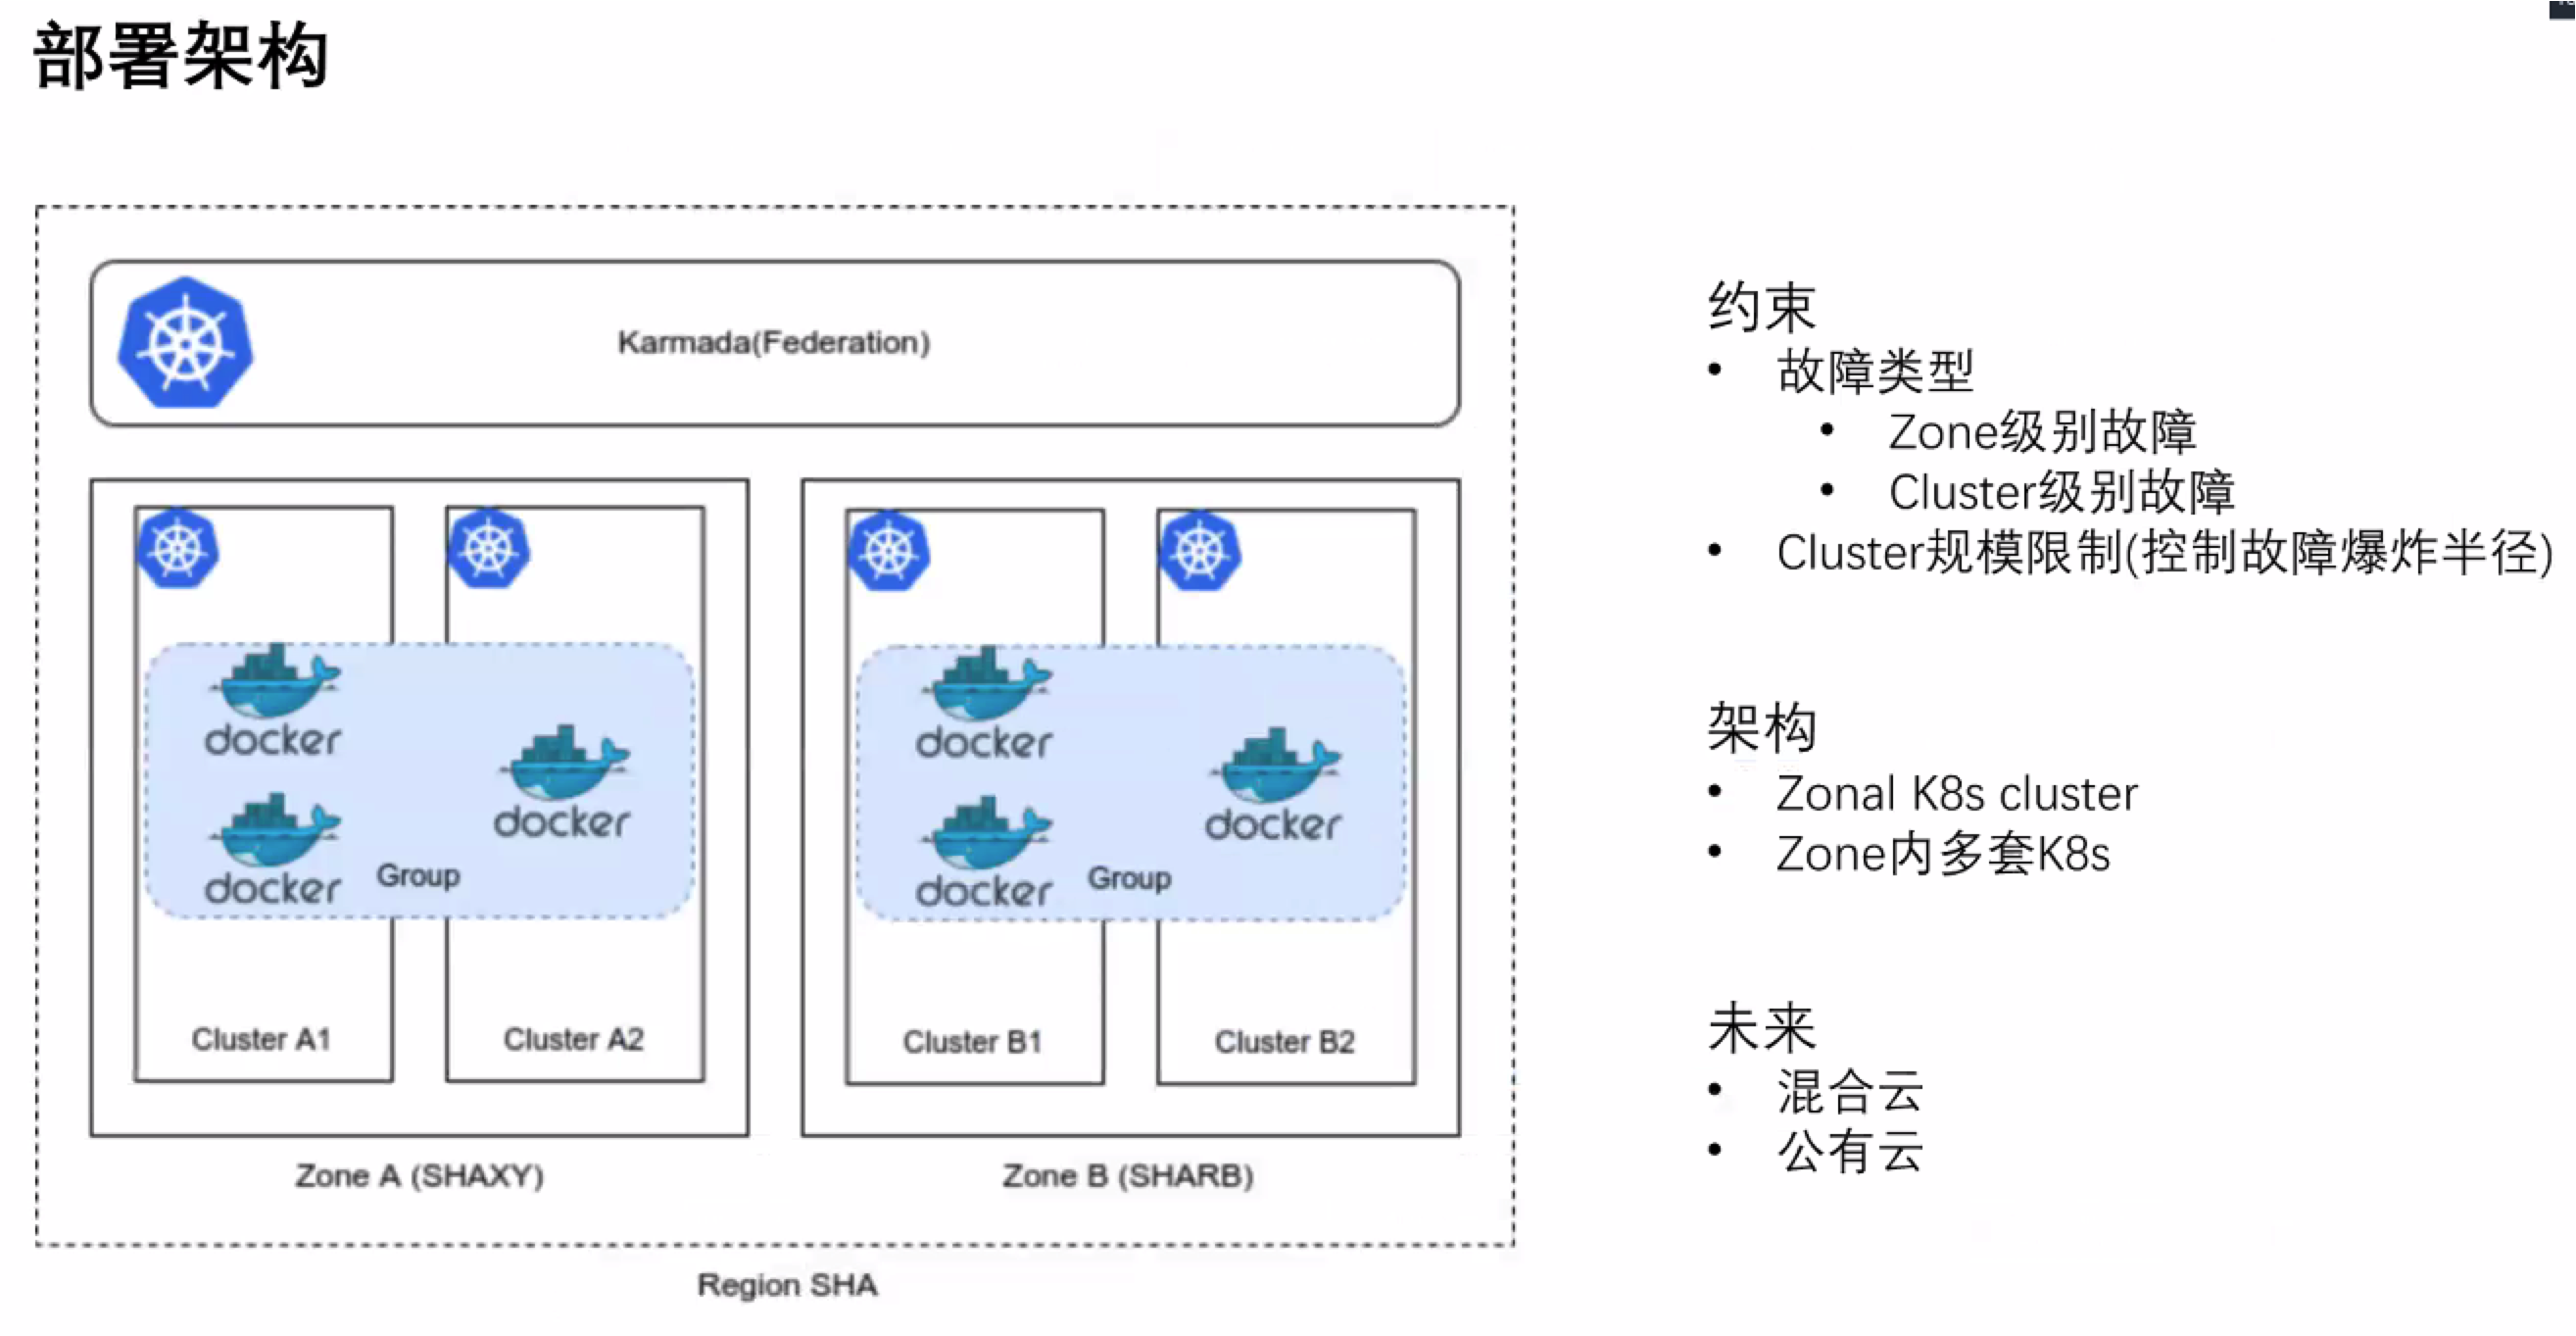 部署架构
Karmada(Federation)
docker
docker
docker
Group
Cluster A1
Cluster A2
Zone A (SHAXY)
docker
docker
docker
Group
Cluster B1
Cluster B2
Zone B (SHARB)
Region SHA
约束
• 故障类型
• Zone级别故障
• Cluster级别故障
• Cluster规模限制(控制故障爆炸半径)
架构
• Zonal K8s cluster
• Zone内多套K8s
未来
• 混合云
• 公有云